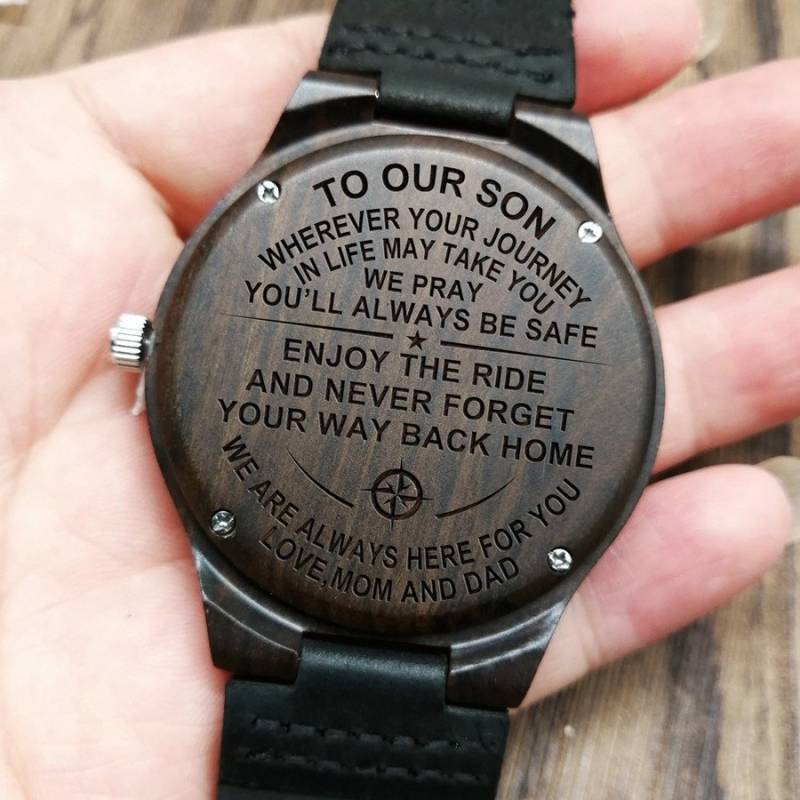 TO OUR SON
WHEREVER YOUR JOURNEY
IN LIFE MAY TAKE YOU
WE PRAY
YOU'LL ALWAYS BE SAFE
ENJOY THE RIDE
AND NEVER FORGET
YOUR WAY BACK HOME
WE ARE ALWAYS HERE FOR YOU
LOVE,MOM AND DAD